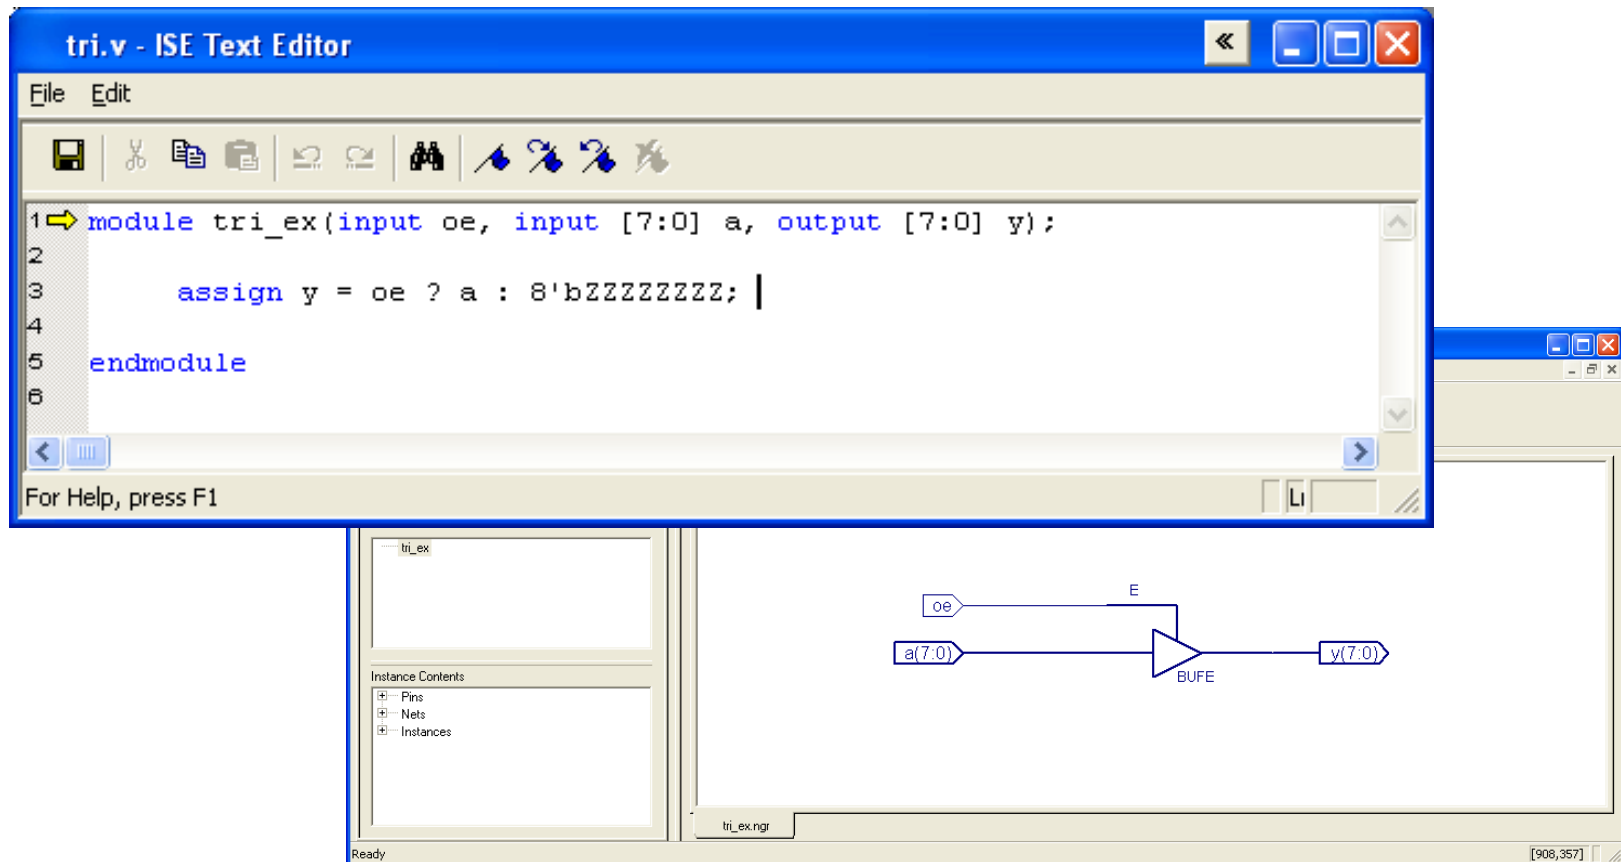 tri.v - ISE Text Editor
File Edit
1 module tri_ex(input oe, input [7:0] a, output [7:0] y);
2
3 assign y = oe ? a : 8'bZZZZZZZZ;
4
5 endmodule
6
For Help, press F1
tri_ex
Instance Contents
Pins
Nets
Instances
E
oe
a(7:0)
y(7:0)
BUFE
tri_ex.ngr
Ready
[908,357]